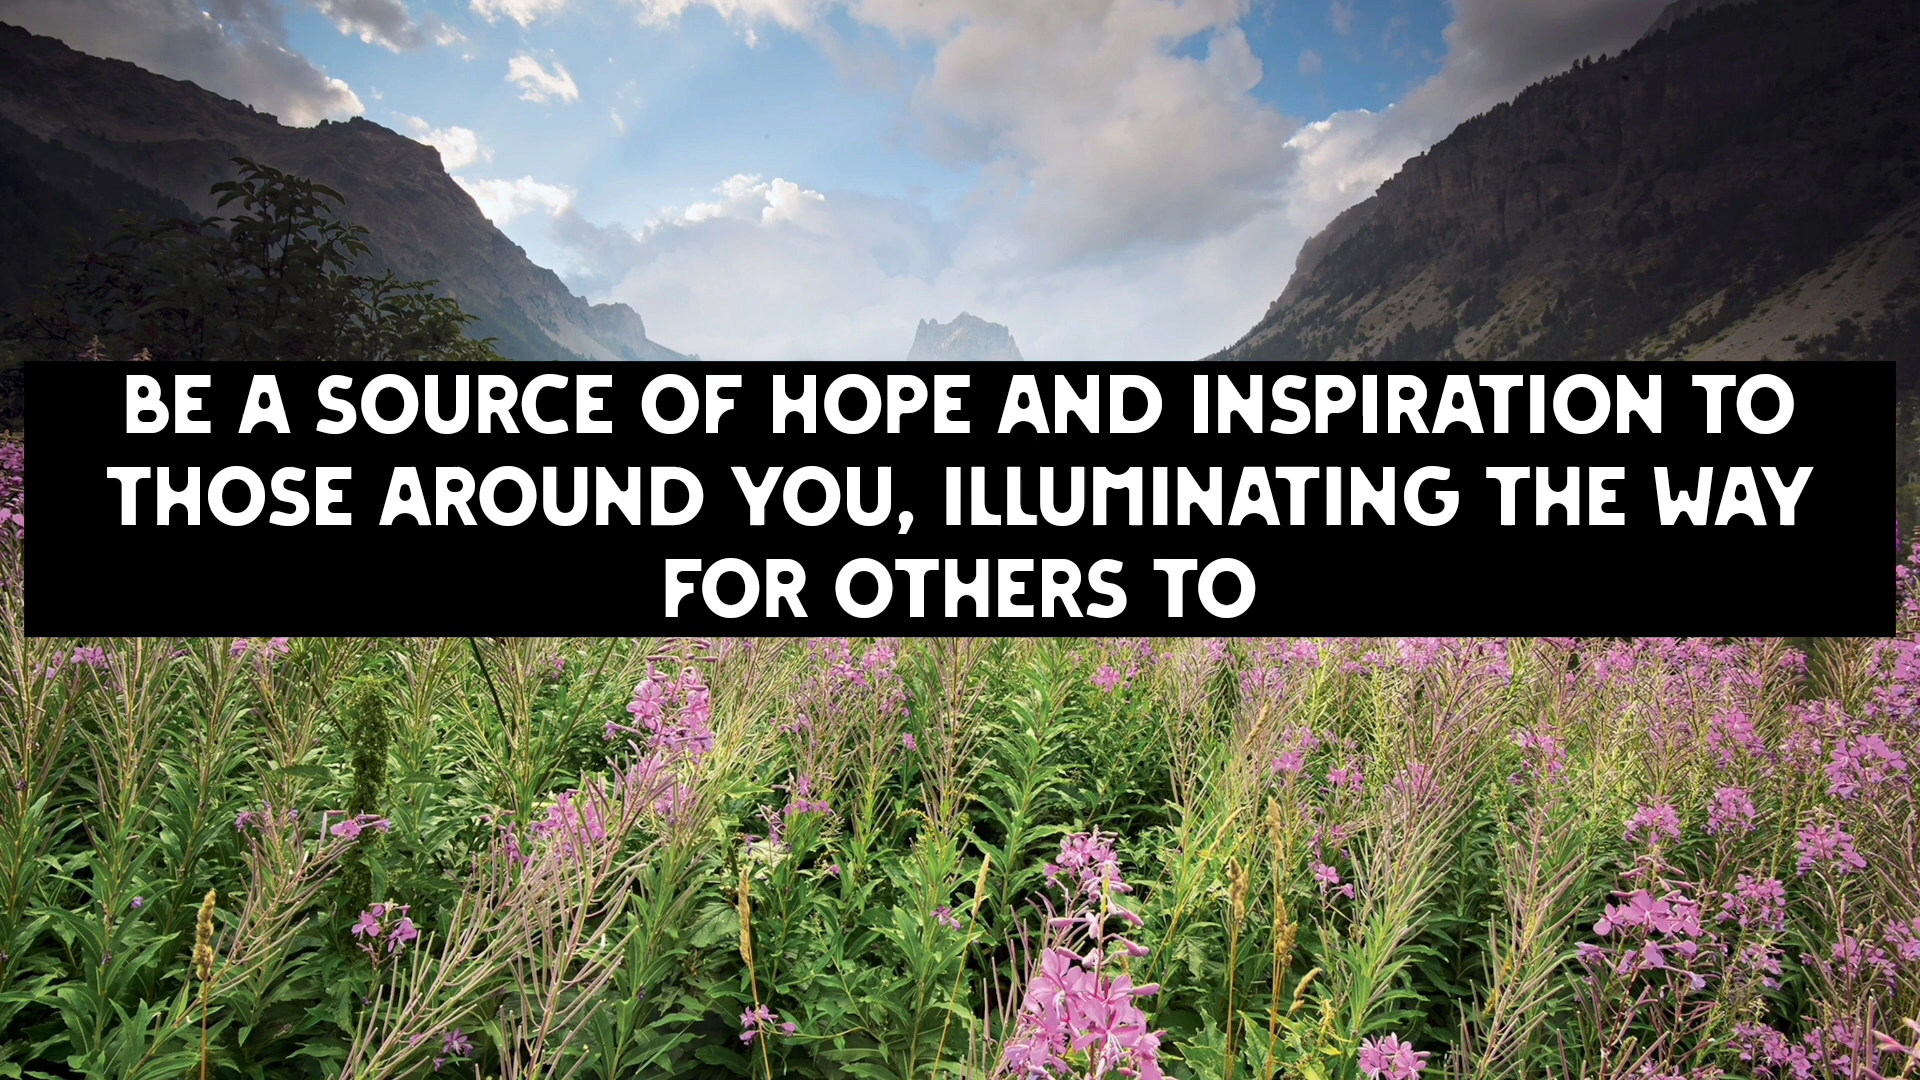 BE A SOURCE OF HOPE AND INSPIRATION TO
THOSE AROUND YOU, ILLUMINATING THE WAY
FOR OTHERS TO